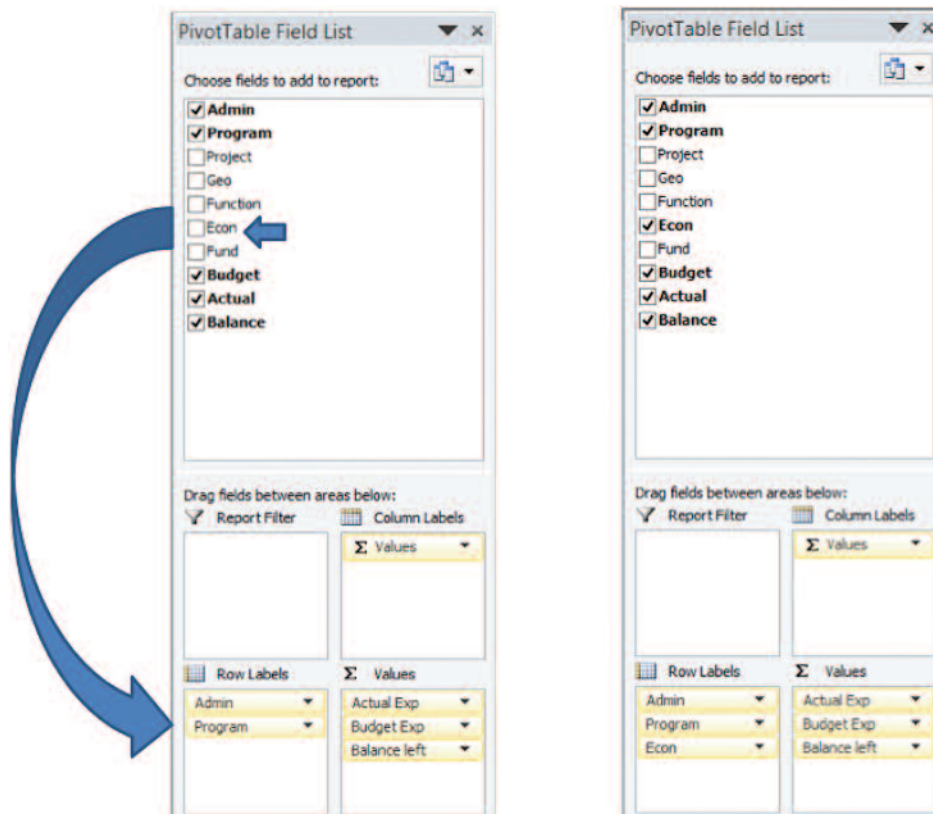 PivotTable Field List
Choose fields to add to report:
Admin
Program
Project
Geo
Function
Econ
Fund
Budget
Actual
Balance
Drag fields between areas below:
Report Filter
Column Labels
Σ Values
Row Labels
Σ Values
Admin
Actual Exp
Program
Budget Exp
Balance left
PivotTable Field List
Choose fields to add to report:
Admin
Program
Project
Geo
Function
Econ
Fund
Budget
Actual
Balance
Drag fields between areas below:
Report Filter
Column Labels
Σ Values
Row Labels
Σ Values
Admin
Actual Exp
Program
Budget Exp
Econ
Balance left